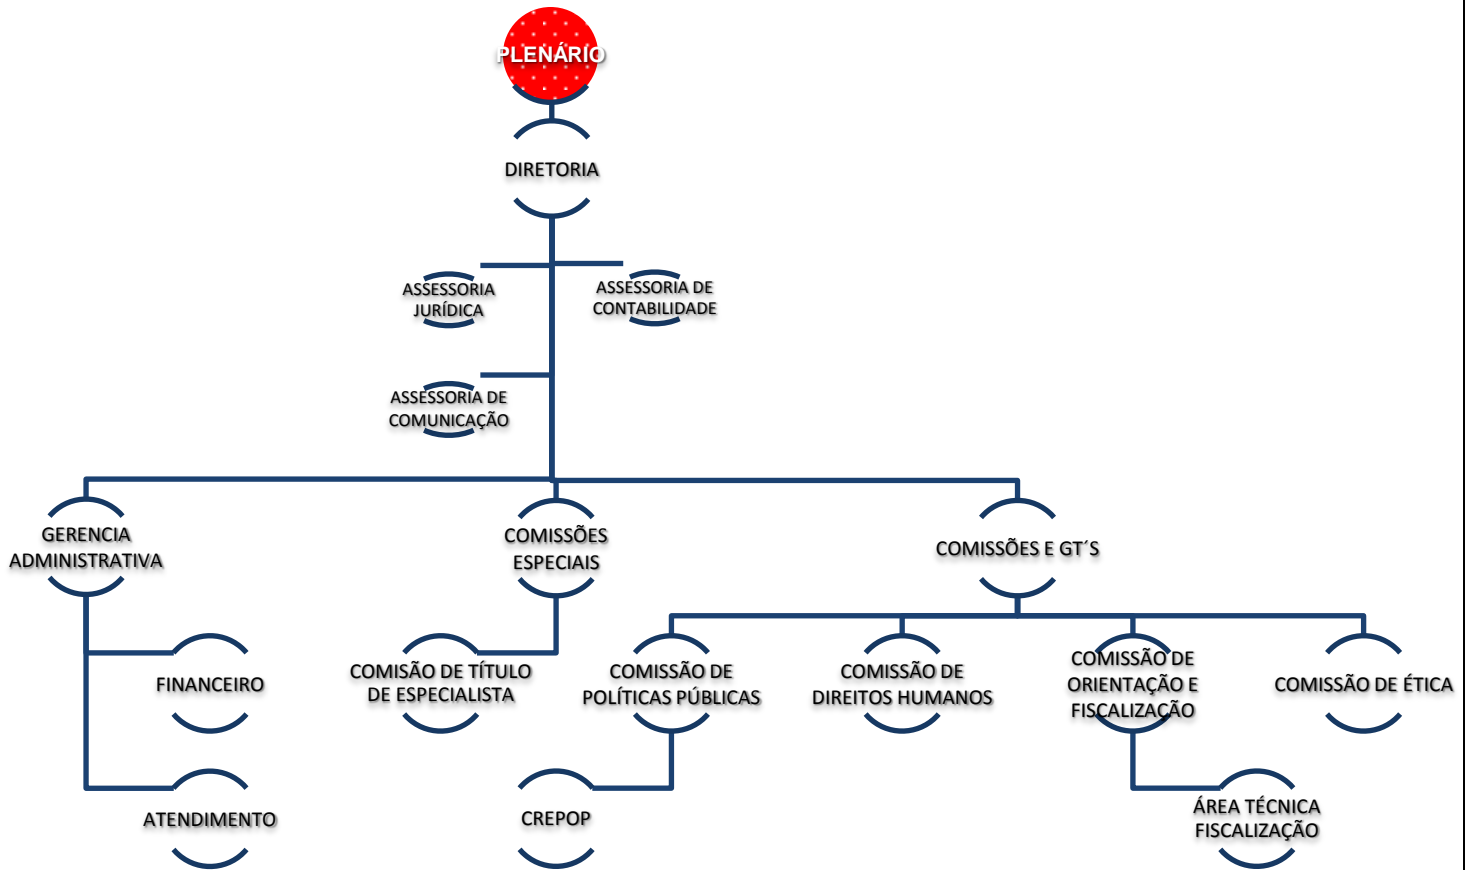 PLENÁRIO
DIRETORIA
ASSESSORIA
JURÍDICA
ASSESSORIA DE
CONTABILIDADE
ASSESSORIA DE
COMUNICAÇÃO
GERENCIA
ADMINISTRATIVA
COMISSÕES
ESPECIAIS
COMISSÕES E GT´S
FINANCEIRO
COMISÃO DE TÍTULO
DE ESPECIALISTA
COMISSÃO DE
POLÍTICAS PÚBLICAS
COMISSÃO DE
DIREITOS HUMANOS
COMISSÃO DE
ORIENTAÇÃO E
FISCALIZAÇÃO
COMISSÃO DE ÉTICA
ATENDIMENTO
CREPOP
ÁREA TÉCNICA
FISCALIZAÇÃO